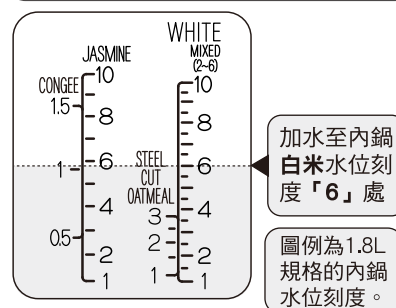 WHITE
MIXED
(2~6)
JASMINE
CONGEE
10
8
6
4
2
1
1.5
1
0.5
STEEL
CUT
OATMEAL
3
2
1
10
8
6
4
2
1
加水至內鍋
白米水位刻
度「6」處
圖例為1.8L
規格的內鍋
水位刻度。